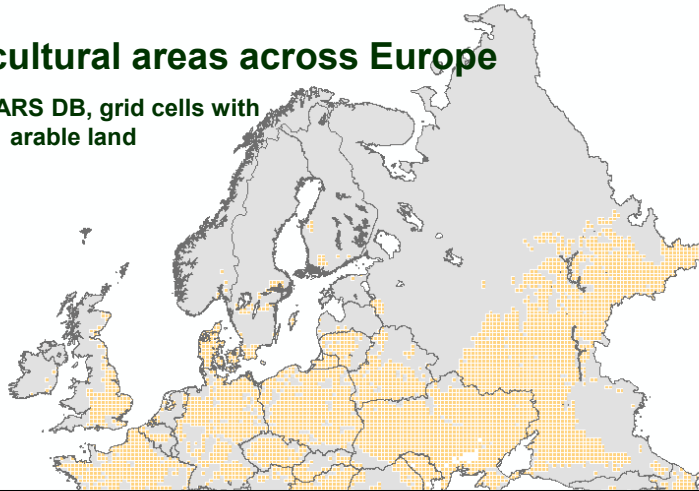 cultural areas across Europe
ARS DB, grid cells with
arable land